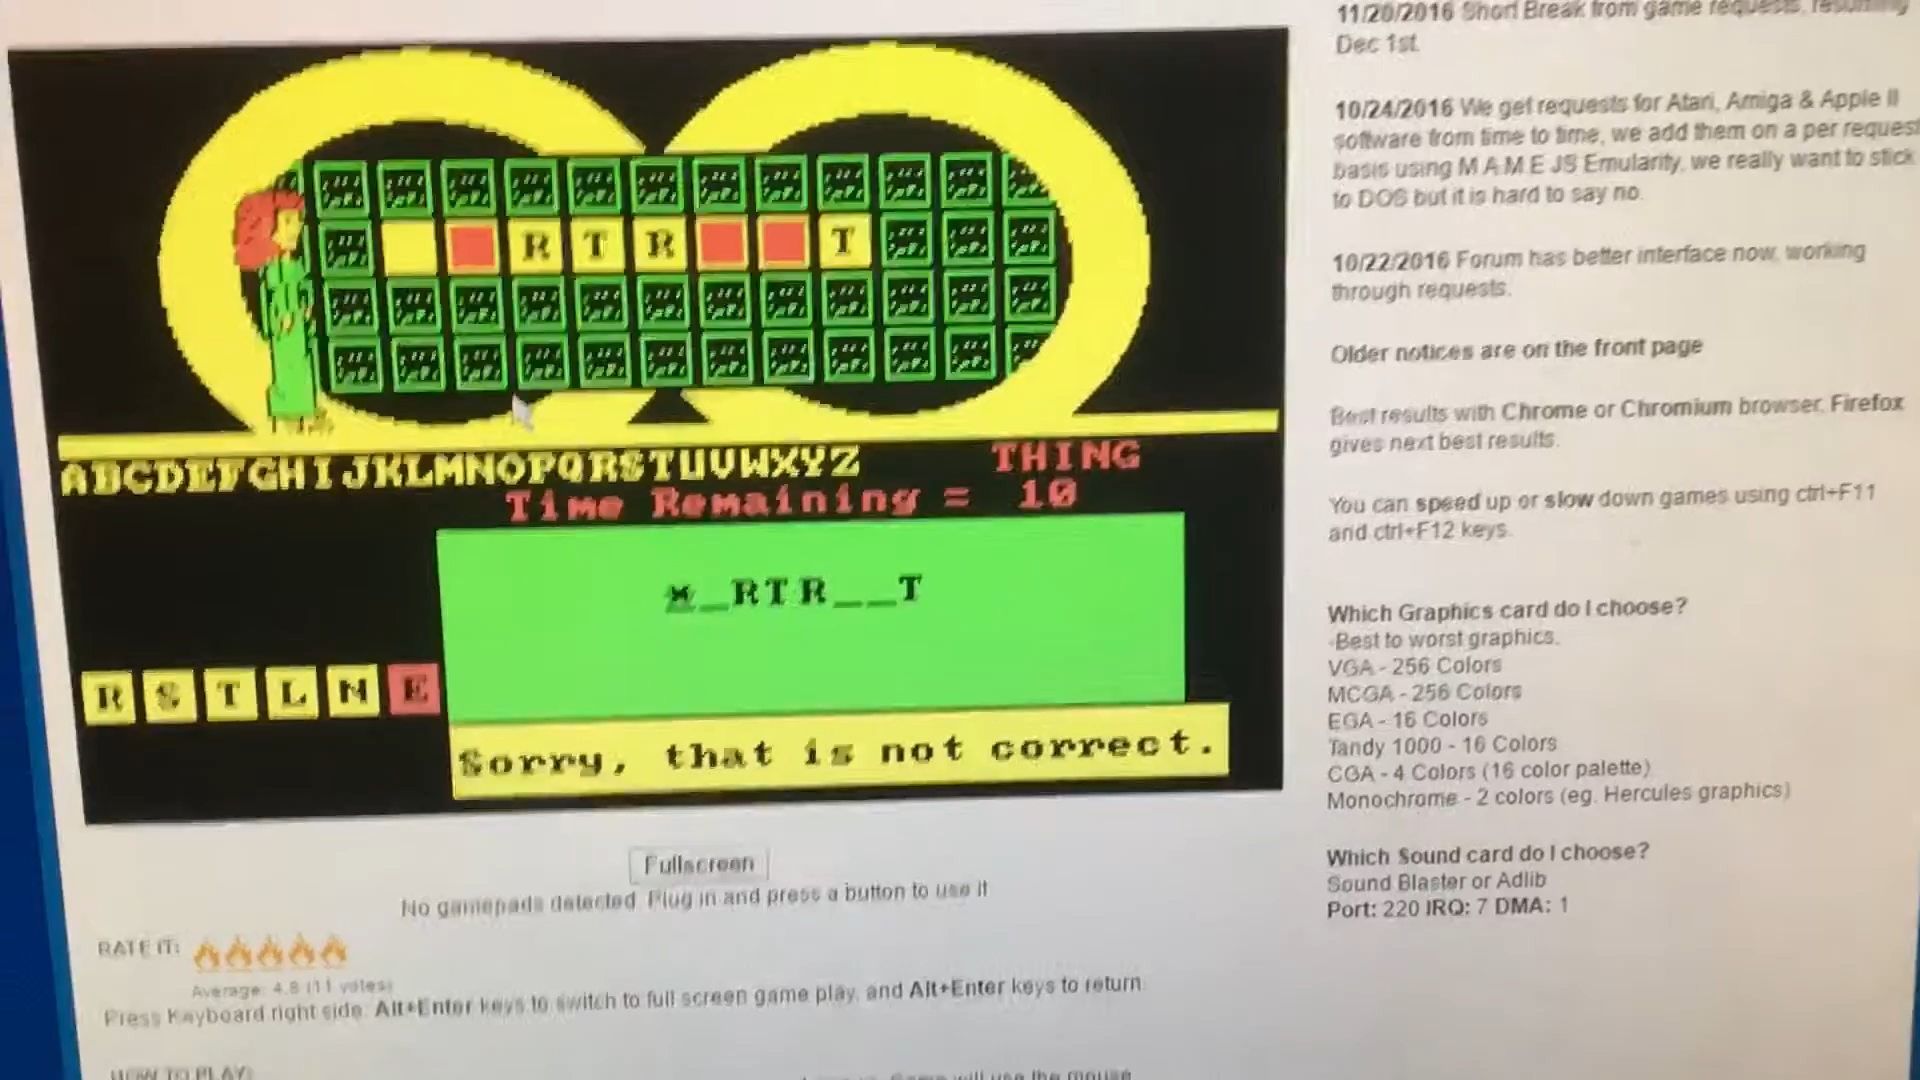 R T R T
ABCDEFGHIJKLMNOPQRSTUVWXYZ
THING
Time Remaining = 10
_RTR__T
R S T L N E
Sorry, that is not correct.
Fullscreen
No gamepads detected. Plug in and press a button to use it
RATE IT:
Average: 4.8 (11 votes)
Press Keyboard right side: Alt+Enter keys to switch to full screen game play, and Alt+Enter keys to return.
HOW TO PLAY:
Game will use the mouse
11/20/2016 Short Break from game requests, resuming
Dec 1st.
10/24/2016 We get requests for Atari, Amiga & Apple II
software from time to time, we add them on a per request
basis using M A M E JS Emularity, we really want to stick
to DOS but it is hard to say no.
10/22/2016 Forum has better interface now, working
through requests.
Older notices are on the front page
Best results with Chrome or Chromium browser. Firefox
gives next best results.
You can speed up or slow down games using ctrl+F11
and ctrl+F12 keys.
Which Graphics card do I choose?
-Best to worst graphics.
VGA - 256 Colors
MCGA - 256 Colors
EGA - 16 Colors
Tandy 1000 - 16 Colors
CGA - 4 Colors (16 color palette)
Monochrome - 2 colors (eg. Hercules graphics)
Which Sound card do I choose?
Sound Blaster or Adlib
Port: 220 IRQ: 7 DMA: 1